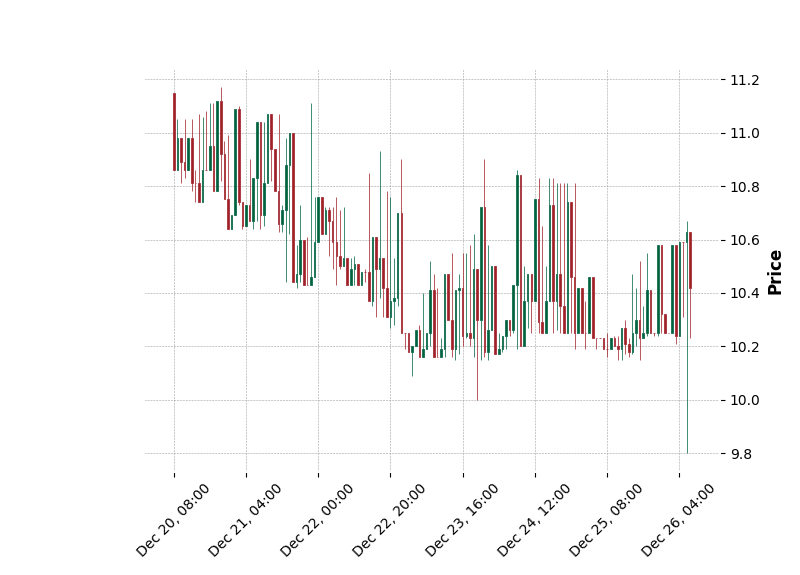 11.2
11.0
10.8
10.6
10.4
10.2
10.0
9.8
Price
Dec 20, 08:00
Dec 21, 04:00
Dec 22, 00:00
Dec 22, 20:00
Dec 23, 16:00
Dec 24, 12:00
Dec 25, 08:00
Dec 26, 04:00